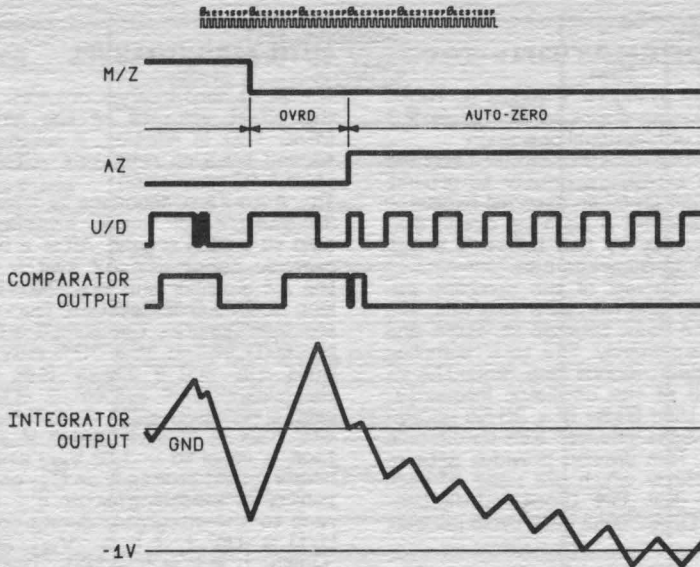 M/Z
OVRD
AUTO-ZERO
AZ
U/D
COMPARATOR
OUTPUT
INTEGRATOR
OUTPUT
GND
-1V